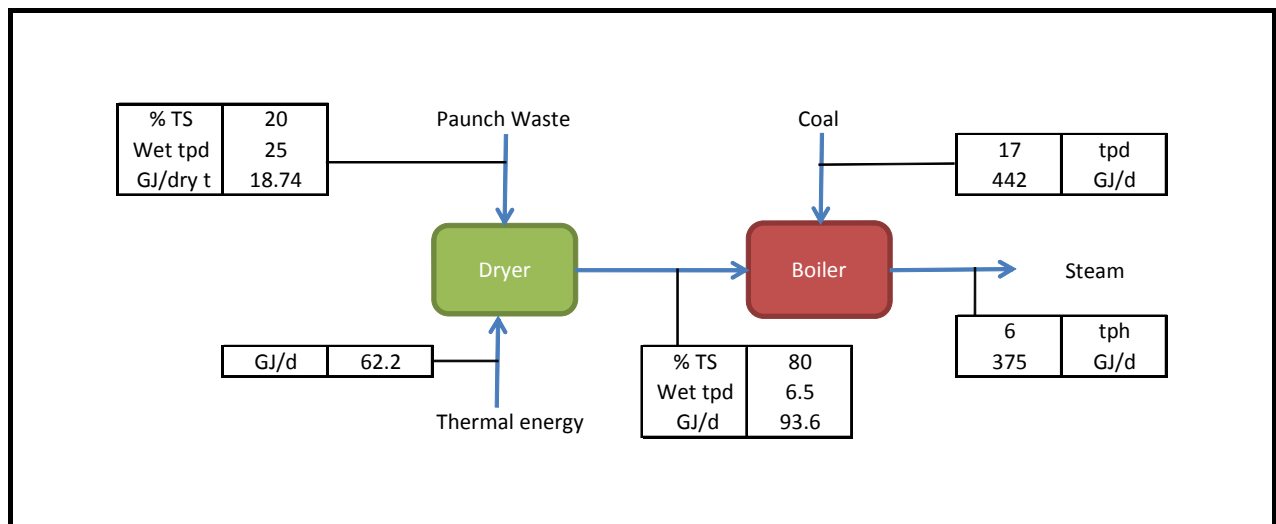 % TS 20
Wet tpd 25
GJ/dry t 18.74
Paunch Waste
Coal
17 tpd
442 GJ/d
Dryer
Boiler
Steam
GJ/d 62.2
Thermal energy
% TS 80
Wet tpd 6.5
GJ/d 93.6
6 tph
375 GJ/d